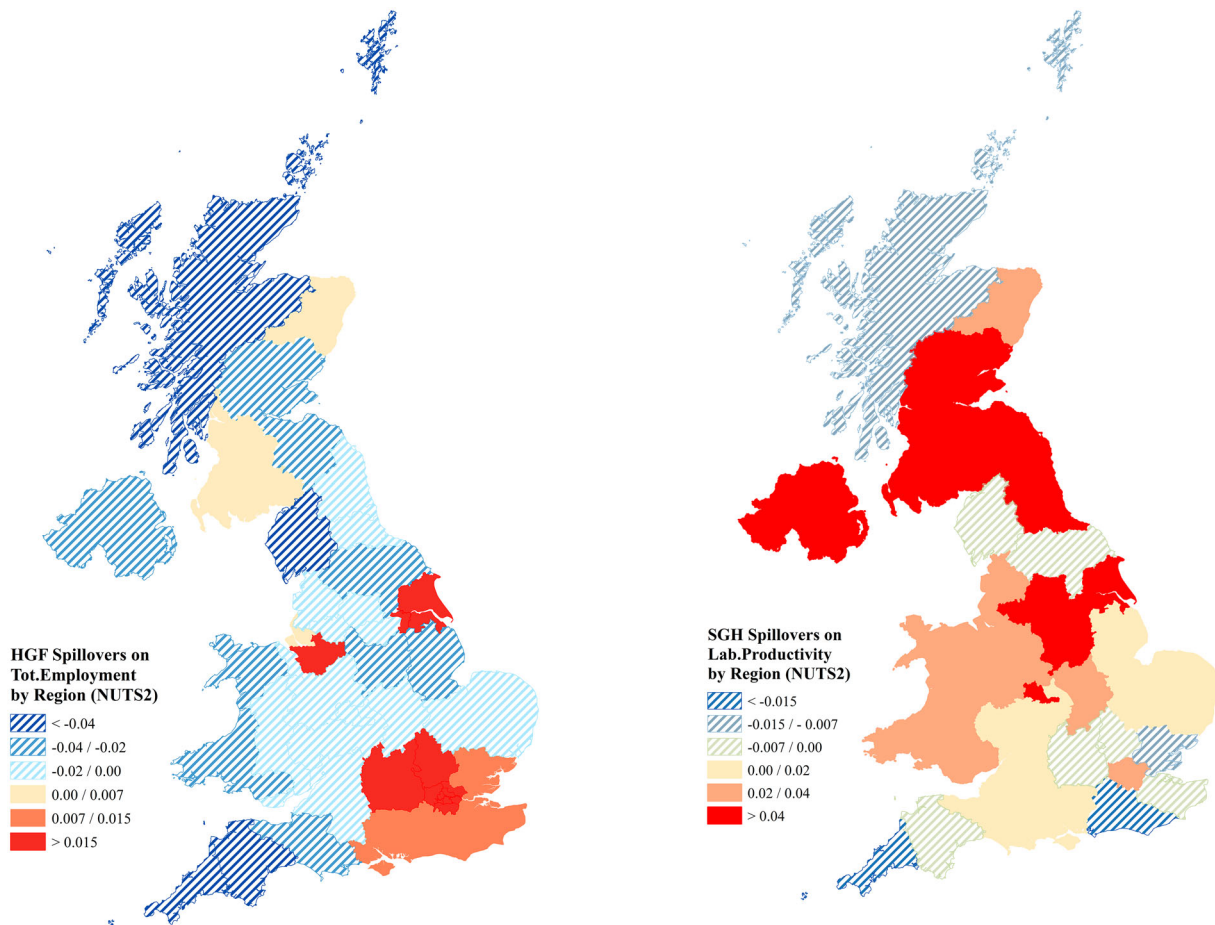 HGF Spillovers on
Tot.Employment
by Region (NUTS2)
< -0.04
-0.04 / -0.02
-0.02 / 0.00
0.00 / 0.007
0.007 / 0.015
> 0.015
SGH Spillovers on
Lab.Productivity
by Region (NUTS2)
< -0.015
-0.015 / - 0.007
-0.007 / 0.00
0.00 / 0.02
0.02 / 0.04
> 0.04